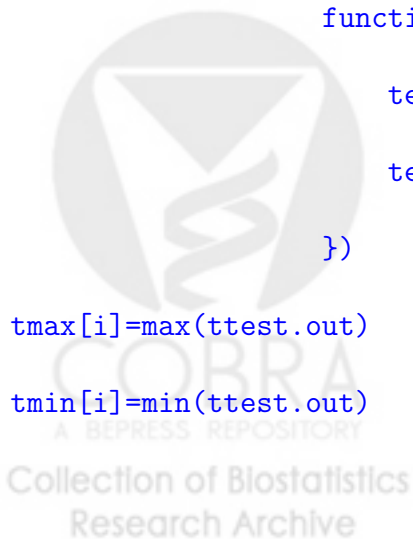 functi
te
te
})
tmax[i]=max(ttest.out)
tmin[i]=min(ttest.out)
COBRA
A BEPRESS REPOSITORY
Collection of Biostatistics
Research Archive